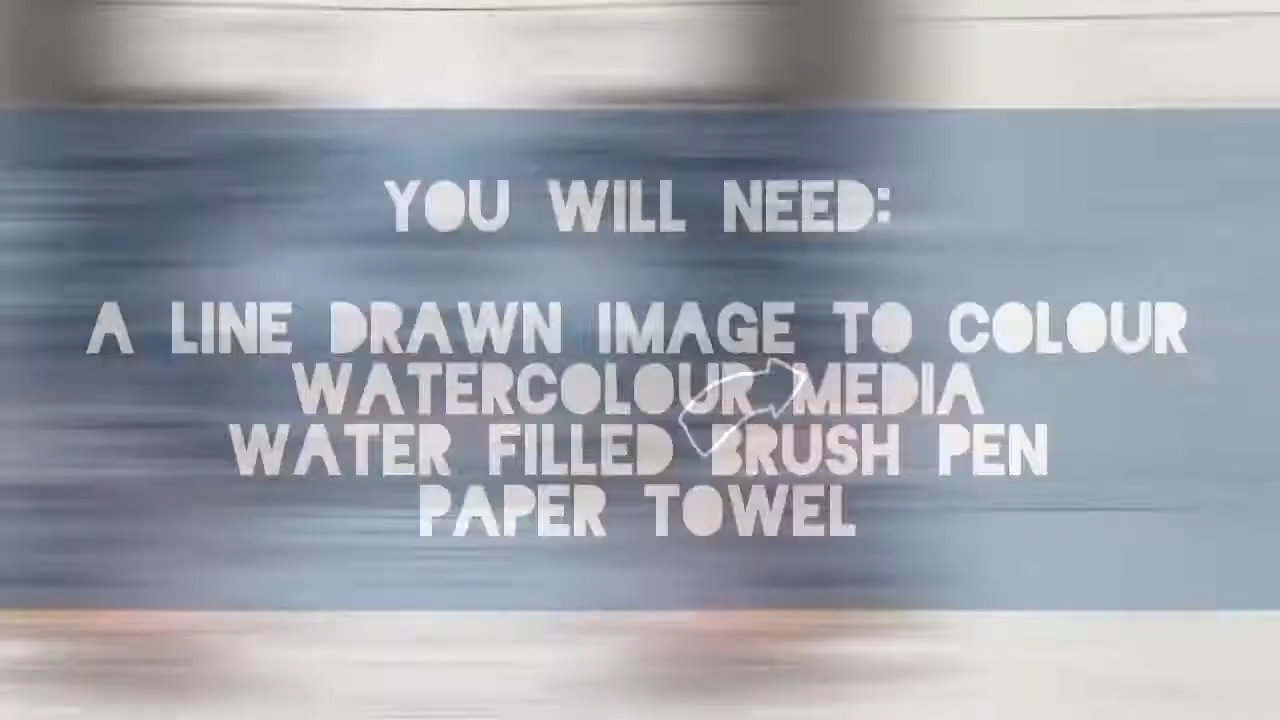 YOU WILL NEED:
A LINE DRAWN IMAGE TO COLOUR
WATERCOLOUR MEDIA
WATER FILLED BRUSH PEN
PAPER TOWEL